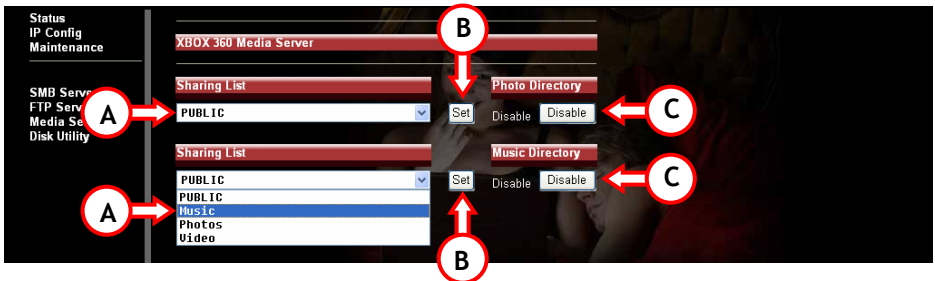 Status
IP Config
Maintenance
XBOX 360 Media Server
B
SMB Serve
FTP Serv
Media Se
Disk Utility
A
Sharing List
Photo Directory
PUBLIC
Set
Disable
Disable
C
Sharing List
Music Directory
PUBLIC
Set
Disable
Disable
C
A
PUBLIC
Music
Photos
Video
B